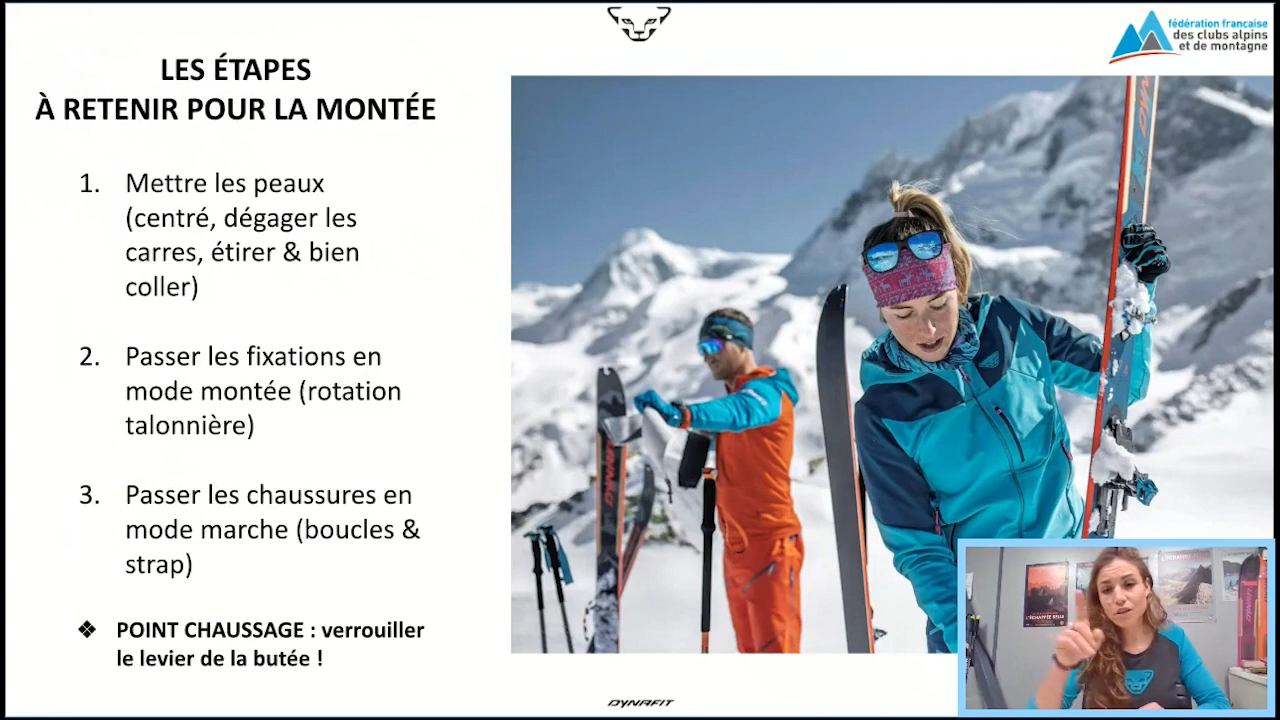 LES ÉTAPES
À RETENIR POUR LA MONTÉE
fédération française
des clubs alpins
et de montagne
1. Mettre les peaux
(centré, dégager les
carres, étirer & bien
coller)
2. Passer les fixations en
mode montée (rotation
talonnière)
3. Passer les chaussures en
mode marche (boucles &
strap)
❖ POINT CHAUSSAGE : verrouiller
le levier de la butée !
DYNAFIT